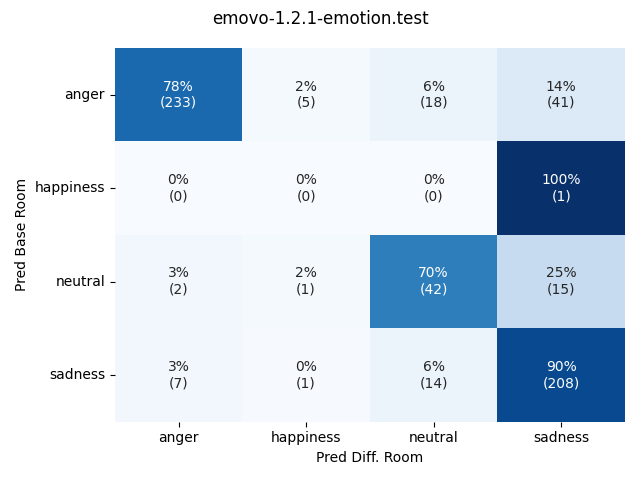 emovo-1.2.1-emotion.test
Pred Base Room
anger
78% 2% 6% 14%
(233) (5) (18) (41)
happiness
0% 0% 0% 100%
(0) (0) (0) (1)
neutral
3% 2% 70% 25%
(2) (1) (42) (15)
sadness
3% 0% 6% 90%
(7) (1) (14) (208)
anger happiness neutral sadness
Pred Diff. Room